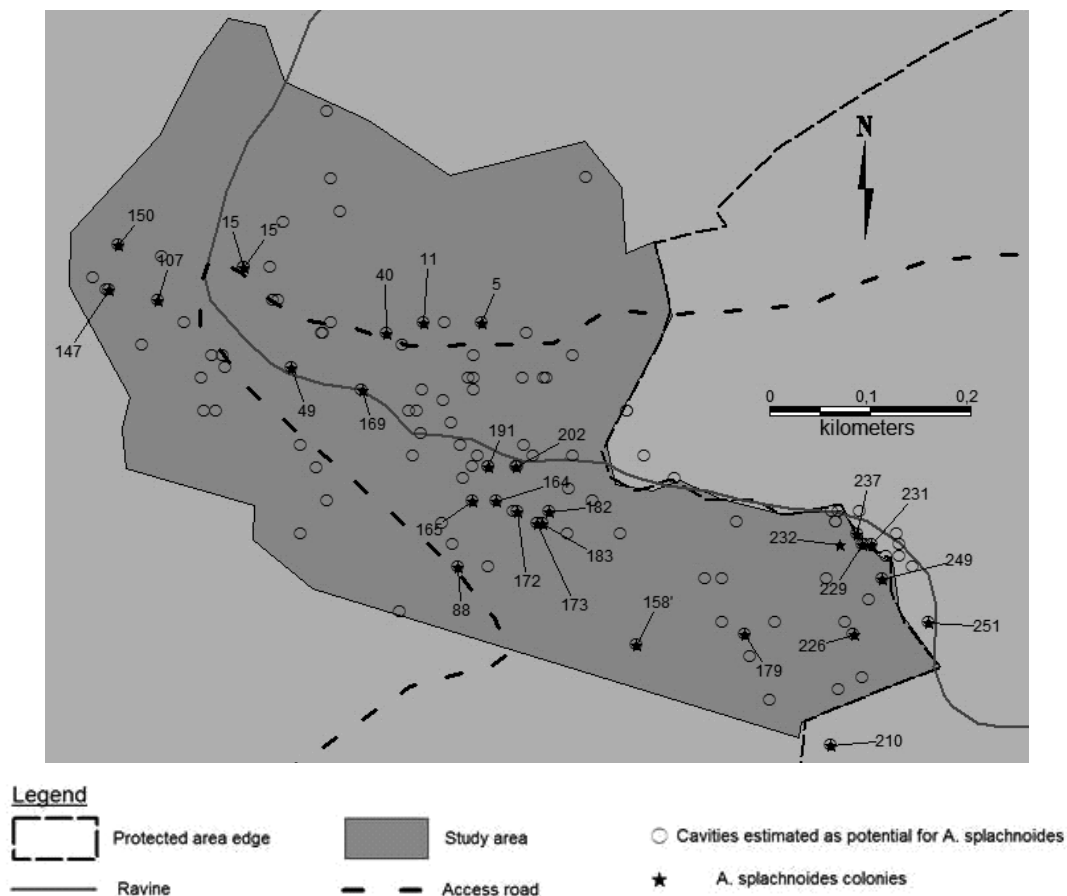 N
150
15
15'
107
147
40
11
5
49
169
0 0,1 0,2
kilometers
191
202
164
165
182
183
172
173
88
158'
179
237
231
232
229
249
226
251
210
Legend
Protected area edge
Study area
Cavities estimated as potential for A. splachnoides
Ravine
Access road
A. splachnoides colonies